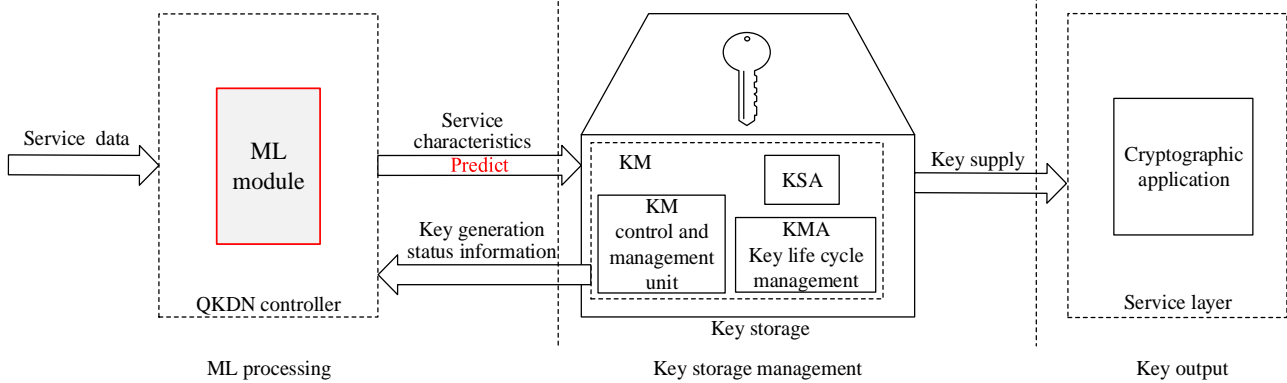 Service data
ML
module
QKDN controller
ML processing
Service
characteristics
Predict
Key generation
status information
KM
KSA
KM
control and
management
unit
KMA
Key life cycle
management
Key storage
Key storage management
Key supply
Cryptographic
application
Service layer
Key output